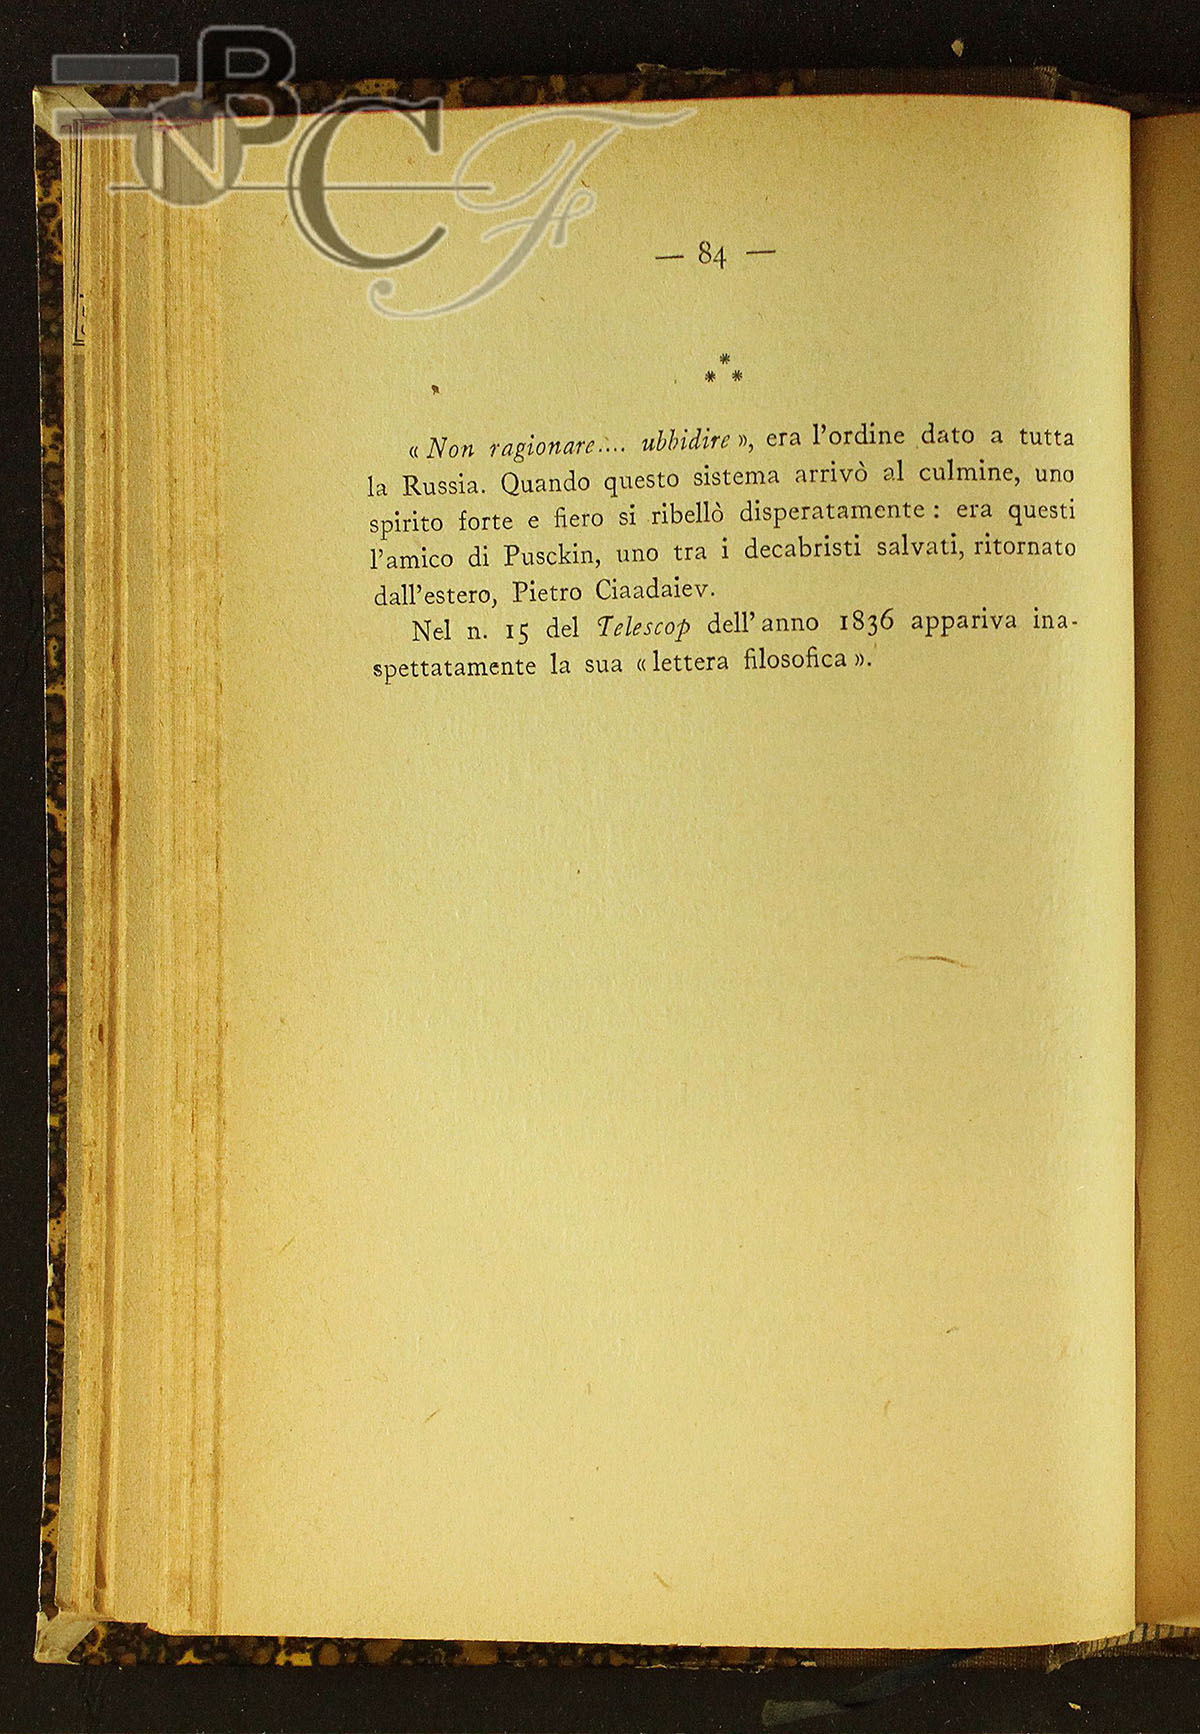 BNCF
— 84 —
* * *
« Non ragionare.... ubbidire », era l'ordine dato a tutta
la Russia. Quando questo sistema arrivò al culmine, uno
spirito forte e fiero si ribellò disperatamente : era questi
l'amico di Pusckin, uno tra i decabristi salvati, ritornato
dall'estero, Pietro Ciaadaiev.
Nel n. 15 del Telescop dell' anno 1836 appariva ina-
spettatamente la sua « lettera filosofica ».